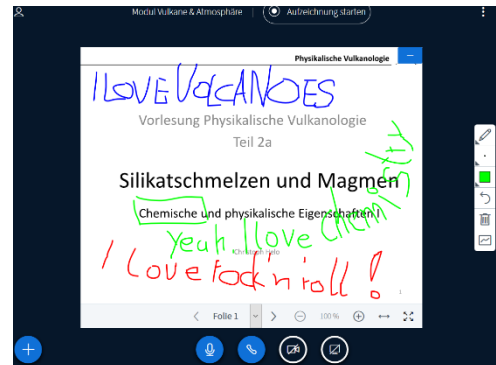 Modul Vulkane & Atmosphäre | Aufzeichnung starten
Physikalische Vulkanologie
I LOVE VOLCANOES
Vorlesung Physikalische Vulkanologie
Teil 2a
Silikatschmelzen und Magmen
Chemische und physikalische Eigenschaften I
yeah I love chemistry
I Love rock'n roll!
1
Folie 1
100%